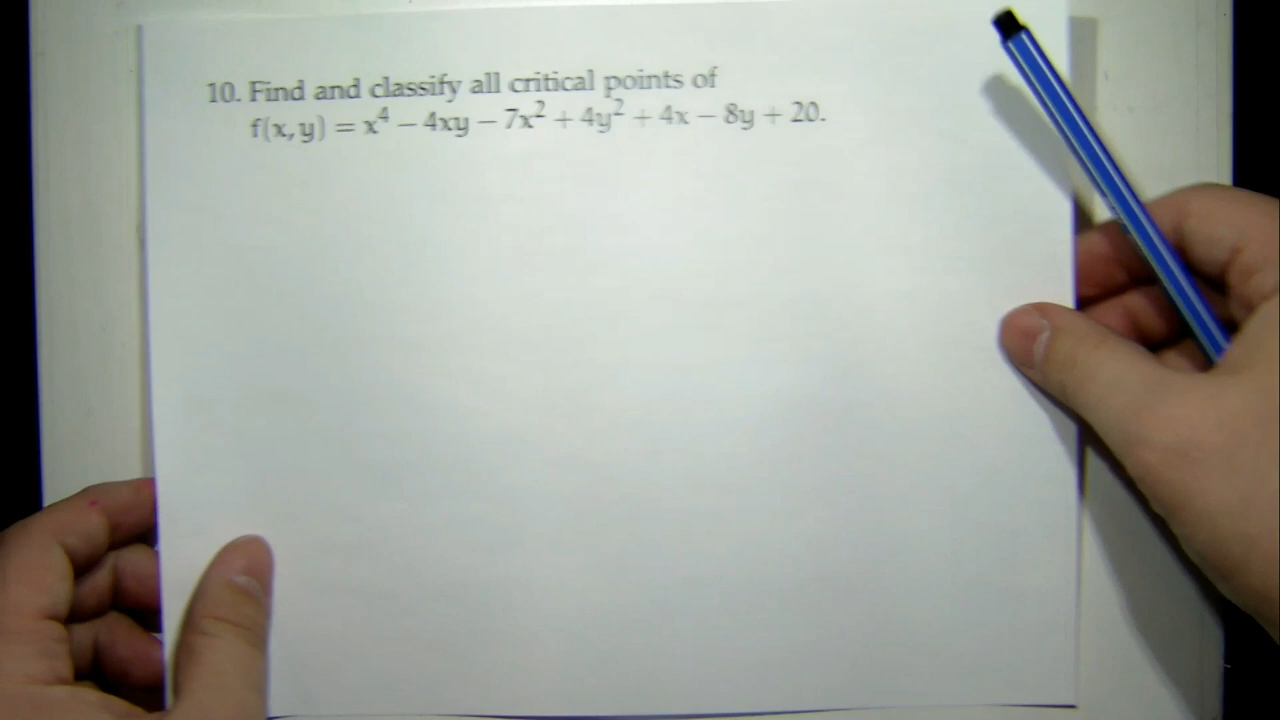 10. Find and classify all critical points of
f(x, y) = x⁴ − 4xy − 7x² + 4y² + 4x − 8y + 20.